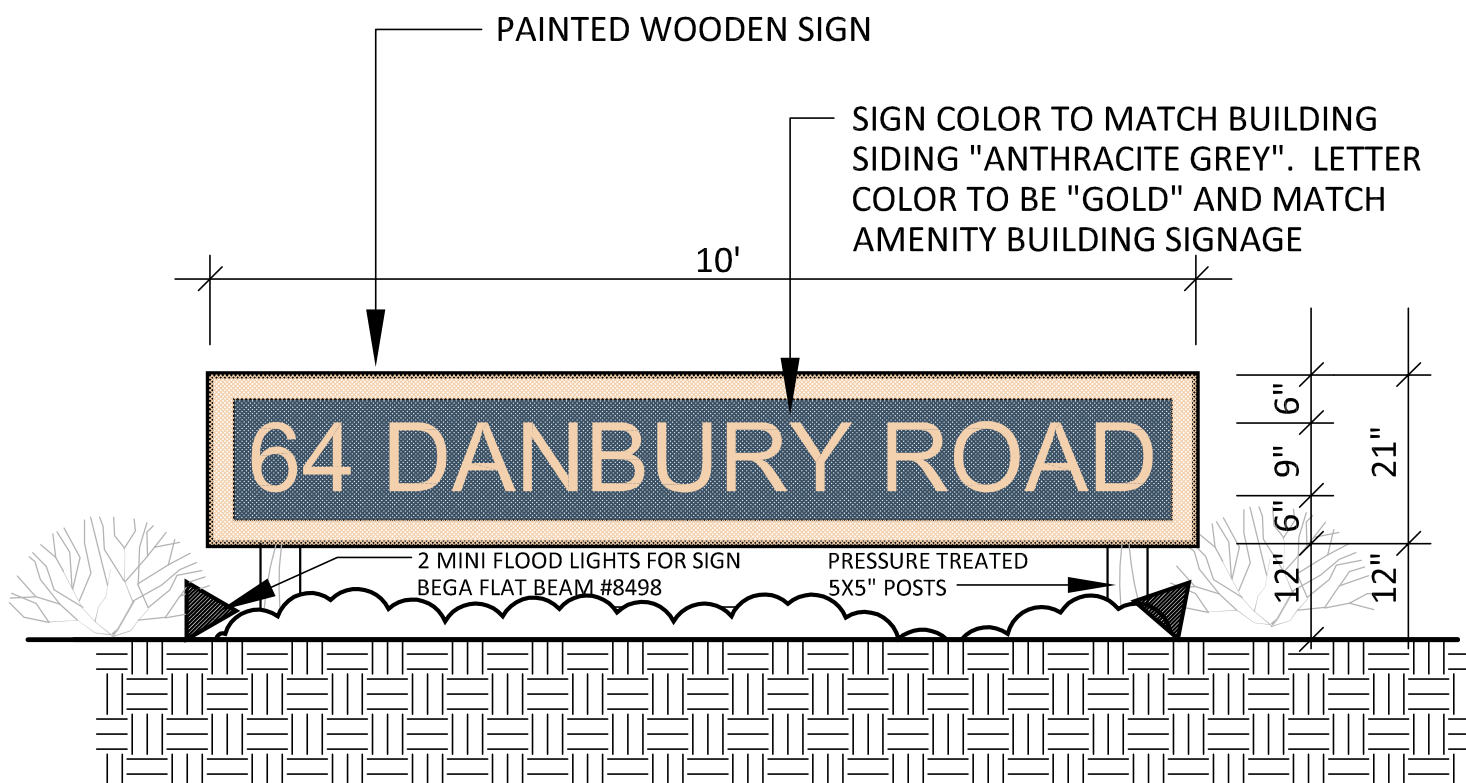 PAINTED WOODEN SIGN
SIGN COLOR TO MATCH BUILDING
SIDING "ANTHRACITE GREY".  LETTER
COLOR TO BE "GOLD" AND MATCH
AMENITY BUILDING SIGNAGE
10'
64 DANBURY ROAD
6"
9"
6"
12"
21"
12"
2 MINI FLOOD LIGHTS FOR SIGN
BEGA FLAT BEAM #8498
PRESSURE TREATED
5X5" POSTS